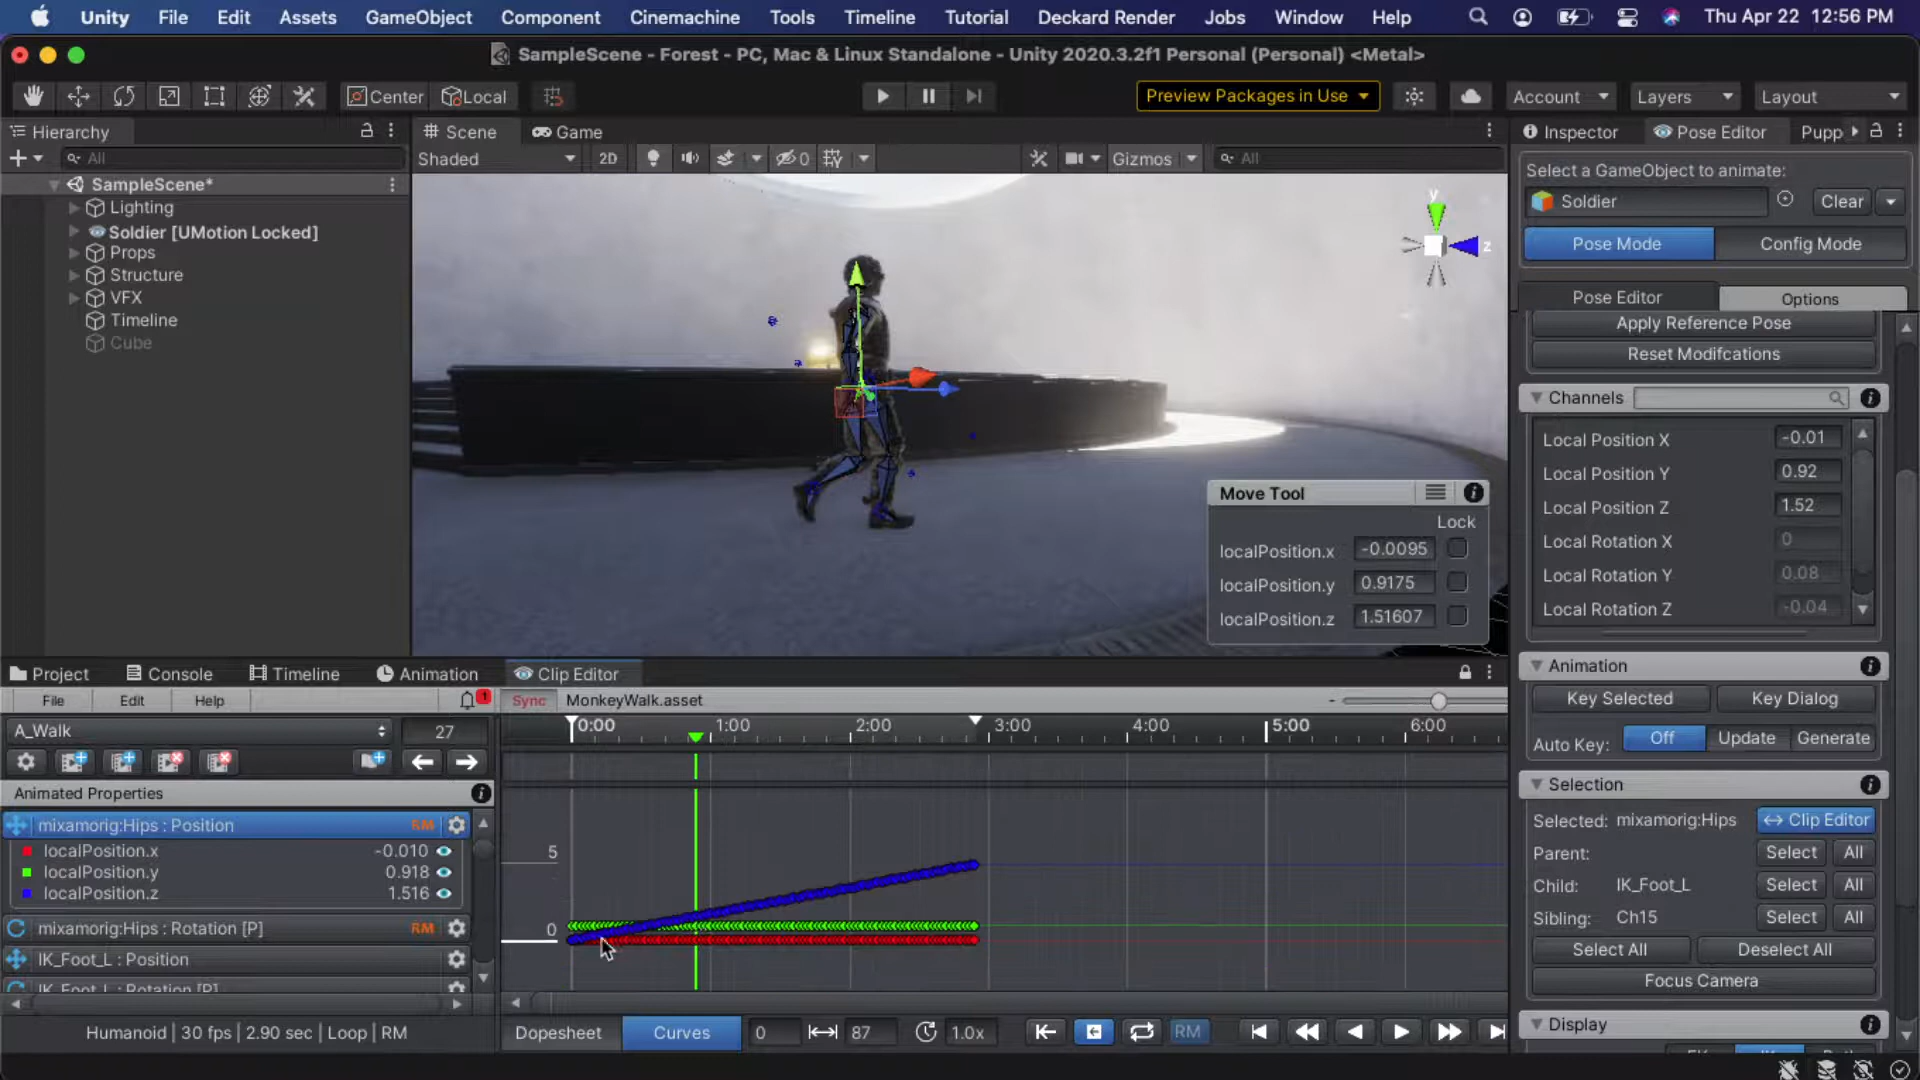 Unity File Edit Assets GameObject Component Cinemachine Tools Timeline Tutorial Deckard Render Jobs Window Help Thu Apr 22 12:56 PM
SampleScene - Forest - PC, Mac & Linux Standalone - Unity 2020.3.2f1 Personal (Personal) <Metal>
Center Local Preview Packages in Use Account Layers Layout
Hierarchy Scene Game Inspector Pose Editor Pupp
All Shaded 2D 0 Gizmos All
Select a GameObject to animate:
SampleScene*
Soldier Clear
Lighting
Soldier [UMotion Locked]
Pose Mode Config Mode
Props
Structure
VFX
Timeline
Cube
y
z
Pose Editor Options
Apply Reference Pose
Reset Modifcations
Channels
Local Position X -0.01
Local Position Y 0.92
Local Position Z 1.52
Local Rotation X 0
Local Rotation Y 0.08
Local Rotation Z -0.04
Move Tool
Lock
localPosition.x -0.0095
localPosition.y 0.9175
localPosition.z 1.51607
Project Console Timeline Animation Clip Editor
File Edit Help 1 Sync MonkeyWalk.asset
A_Walk 27
0:00 1:00 2:00 3:00 4:00 5:00 6:00
Animated Properties
mixamorig:Hips : Position RM
localPosition.x -0.010
localPosition.y 0.918
localPosition.z 1.516
mixamorig:Hips : Rotation [P] RM
IK_Foot_L : Position
IK_Foot_L : Rotation [P]
5
0
Humanoid | 30 fps | 2.90 sec | Loop | RM
Dopesheet Curves 0 87 1.0x RM
Animation
Key Selected Key Dialog
Auto Key: Off Update Generate
Selection
Selected: mixamorig:Hips Clip Editor
Parent: Select All
Child: IK_Foot_L Select All
Sibling: Ch15 Select All
Select All Deselect All
Focus Camera
Display